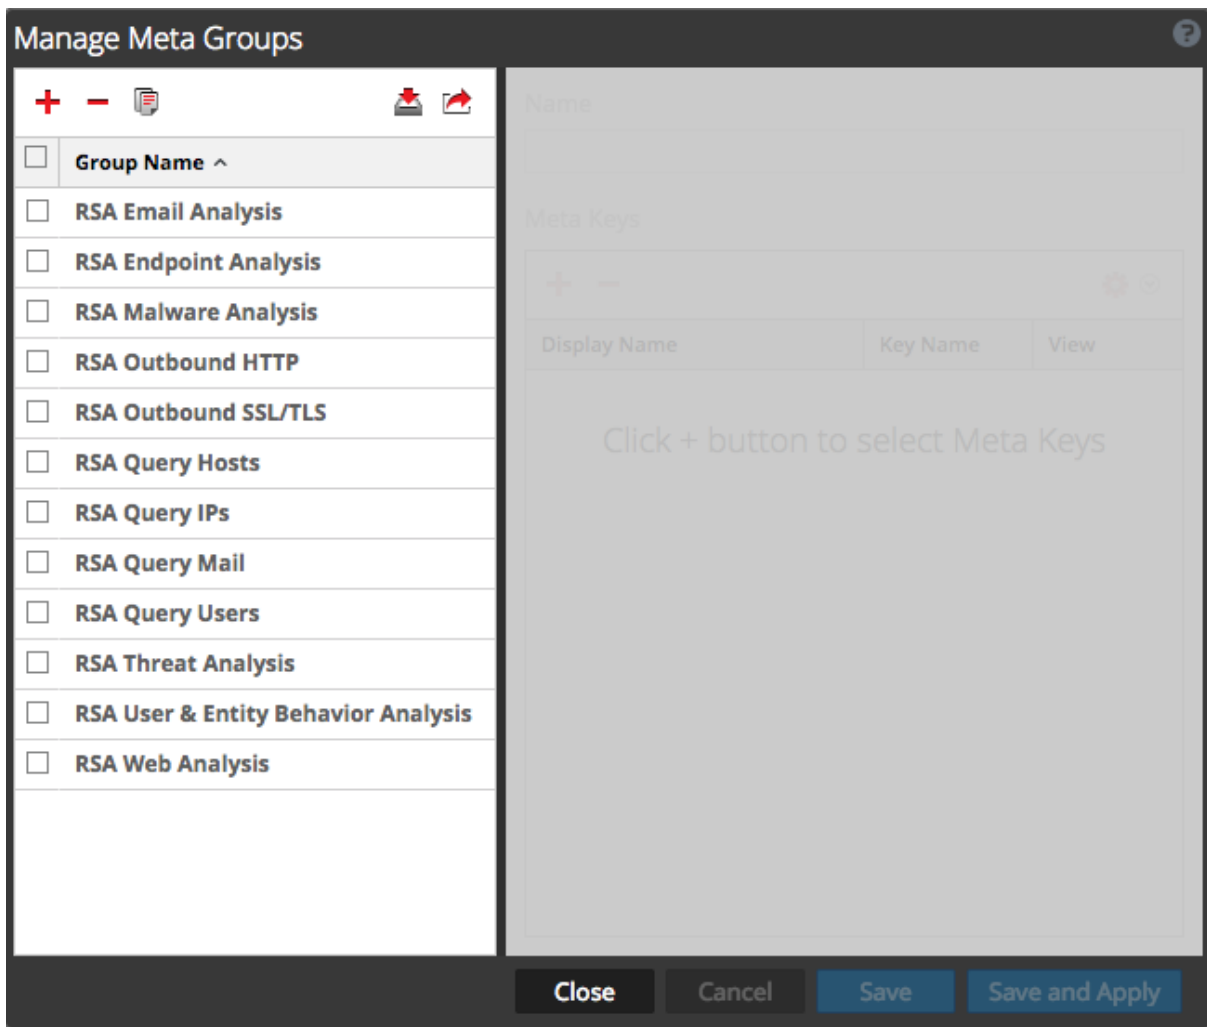 Manage Meta Groups
?
Name
Group Name
Meta Keys
RSA Email Analysis
RSA Endpoint Analysis
RSA Malware Analysis
RSA Outbound HTTP
RSA Outbound SSL/TLS
RSA Query Hosts
RSA Query IPs
RSA Query Mail
RSA Query Users
RSA Threat Analysis
RSA User & Entity Behavior Analysis
RSA Web Analysis
Display Name Key Name View
Click + button to select Meta Keys
Close Cancel Save Save and Apply